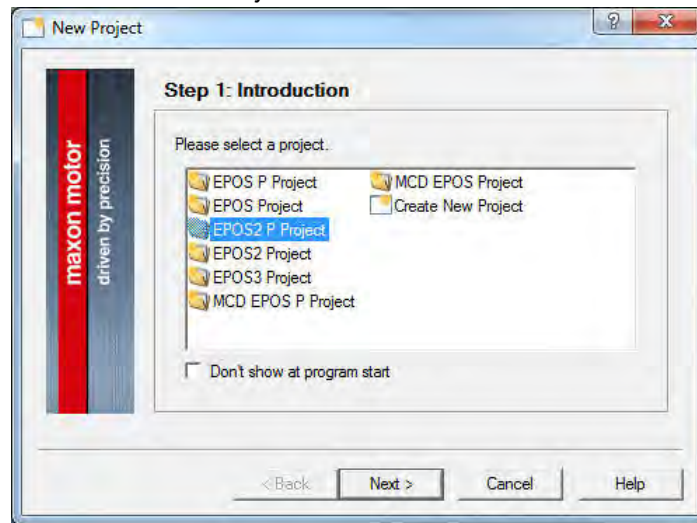 New Project
maxon motor
driven by precision
Step 1: Introduction
Please select a project.
EPOS P Project
EPOS Project
EPOS2 P Project
EPOS2 Project
EPOS3 Project
MCD EPOS P Project
MCD EPOS Project
Create New Project
Don't show at program start
< Back
Next >
Cancel
Help